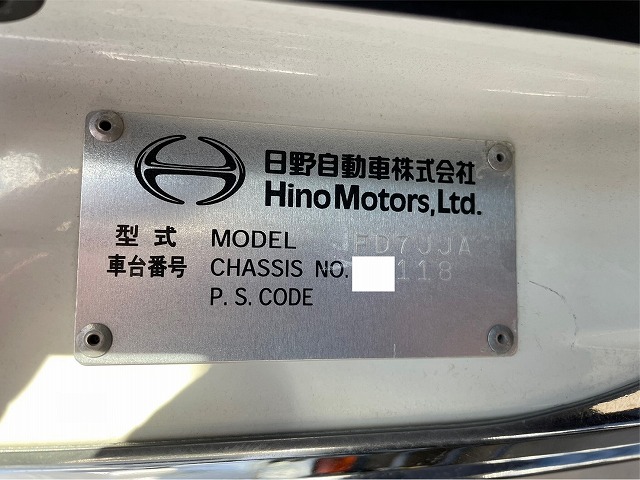 日野自動車株式会社
Hino Motors, Ltd.
型式 MODEL JFD7JJA
車台番号 CHASSIS NO. 118
P. S. CODE